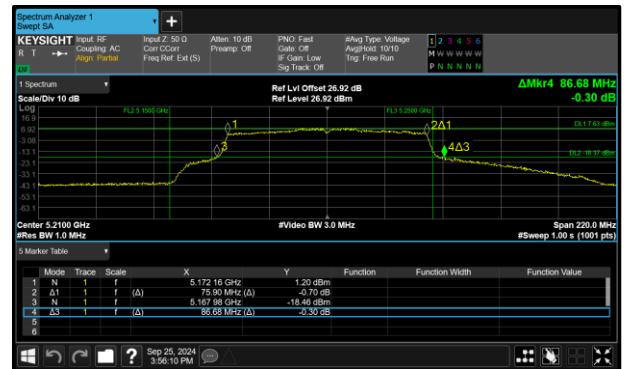 Spectrum Analyzer 1
Swept SA
+
KEYSIGHT Input: RF Input Z: 50 Ω Atten: 10 dB PNO: Fast #Avg Type: Voltage 1 2 3 4 5 6
R T Coupling: AC Corr CCorr Preamp: Off Gate: Off Avg|Hold: 10/10 M W W W W W
Align: Partial Freq Ref: Ext (S) IF Gain: Low Trig: Free Run
Sig Track: Off P N N N N N
LXI
1 Spectrum Ref Lvl Offset 26.92 dB ΔMkr4 86.68 MHz
Scale/Div 10 dB Ref Level 26.92 dBm -0.30 dB
Log
16.9 FL2 5.1500 GHz FL3 5.2500 GHz
6.92 1 2Δ1 DL1 7.63 dBm
-3.08
-13.1 3 4Δ3 DL2 -18.37 dBm
-23.1
-33.1
-43.1
-53.1
-63.1
Center 5.2100 GHz #Video BW 3.0 MHz Span 220.0 MHz
#Res BW 1.0 MHz #Sweep 1.00 s (1001 pts)
5 Marker Table
Mode Trace Scale X Y Function Function Width Function Value
1 N 1 f 5.172 16 GHz 1.20 dBm
2 Δ1 1 f (Δ) 75.90 MHz (Δ) -0.70 dB
3 N 1 f 5.167 98 GHz -18.46 dBm
4 Δ3 1 f (Δ) 86.68 MHz (Δ) -0.30 dB
5
6
? Sep 25, 2024
3:56:10 PM